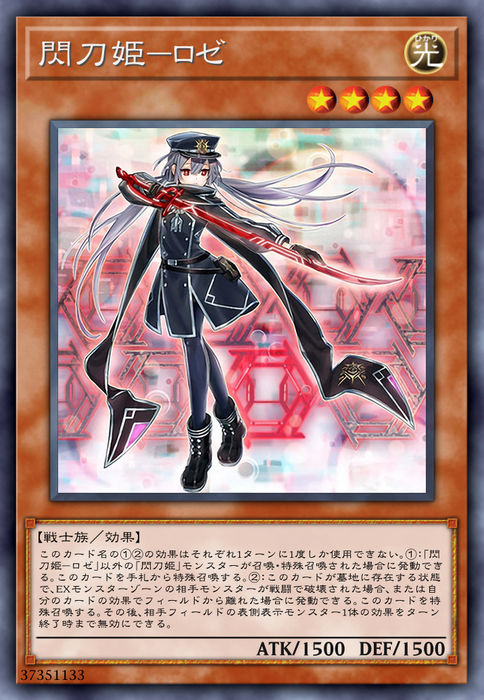 閃刀姫－ロゼ
ひかり
光
【戦士族／効果】
このカード名の①②の効果はそれぞれ1ターンに1度しか使用できない。①：「閃
刀姫－ロゼ」以外の「閃刀姫」モンスターが召喚・特殊召喚された場合に発動でき
る。このカードを手札から特殊召喚する。②：このカードが墓地に存在する状態
で、EXモンスターゾーンの相手モンスターが戦闘で破壊された場合、または自
分のカードの効果でフィールドから離れた場合に発動できる。このカードを特
殊召喚する。その後、相手フィールドの表側表示モンスター1体の効果をターン
終了時まで無効にできる。
ATK/1500 DEF/1500
37351133